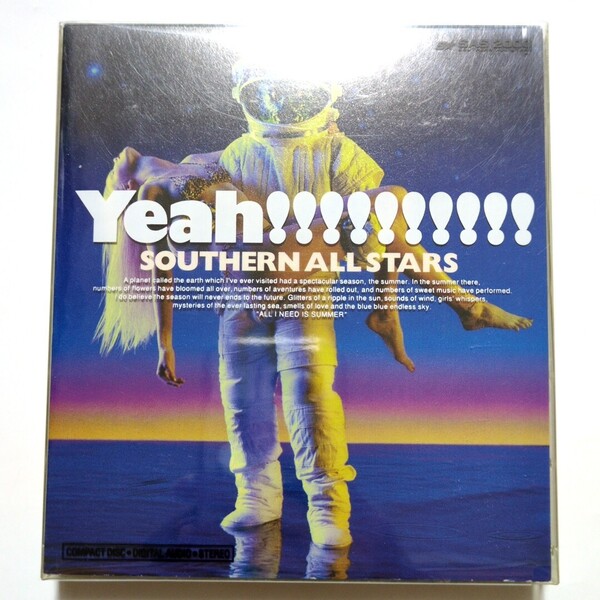 SAS 2001
Yeah!!!!!!!!!!
SOUTHERN ALL STARS
A planet called the earth which I've ever visited had a spectacular season, the summer. In the summer there,
numbers of flowers have bloomed all over, numbers of aventures have rolled out, and numbers of sweet music have performed.
do believe the season will never ends to the future. Glitters of a ripple in the sun, sounds of wind, girls' whispers,
mysteries of the ever lasting sea, smells of love and the blue blue endless sky.
"ALL I NEED IS SUMMER"
COMPACT DISC • DIGITAL AUDIO • STEREO